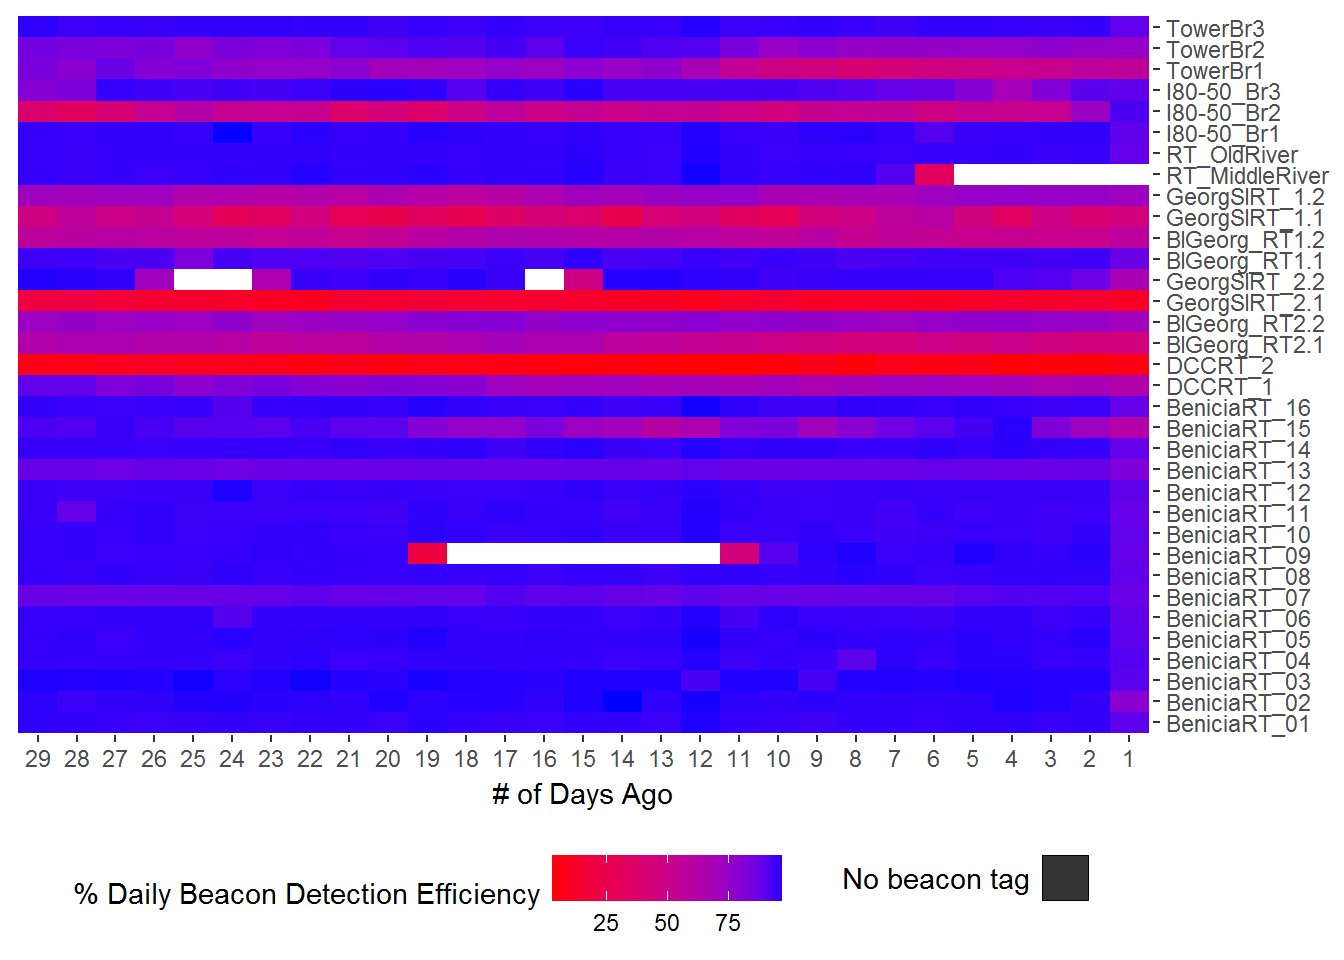 TowerBr3
TowerBr2
TowerBr1
I80-50_Br3
I80-50_Br2
I80-50_Br1
RT_OldRiver
RT_MiddleRiver
GeorgSlRT_1.2
GeorgSlRT_1.1
BlGeorg_RT1.2
BlGeorg_RT1.1
GeorgSlRT_2.2
GeorgSlRT_2.1
BlGeorg_RT2.2
BlGeorg_RT2.1
DCCRT_2
DCCRT_1
BeniciaRT_16
BeniciaRT_15
BeniciaRT_14
BeniciaRT_13
BeniciaRT_12
BeniciaRT_11
BeniciaRT_10
BeniciaRT_09
BeniciaRT_08
BeniciaRT_07
BeniciaRT_06
BeniciaRT_05
BeniciaRT_04
BeniciaRT_03
BeniciaRT_02
BeniciaRT_01
29 28 27 26 25 24 23 22 21 20 19 18 17 16 15 14 13 12 11 10 9 8 7 6 5 4 3 2 1
# of Days Ago
% Daily Beacon Detection Efficiency
25 50 75
No beacon tag